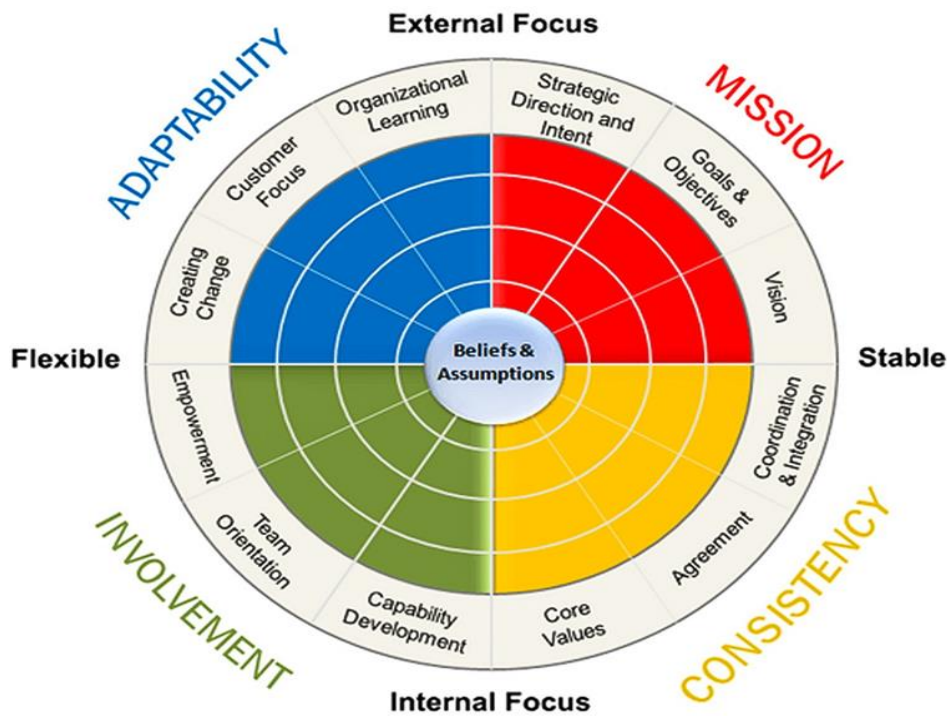 External Focus
ADAPTABILITY
MISSION
Organizational
Learning
Strategic
Direction and
Intent
Customer
Focus
Goals &
Objectives
Creating
Change
Vision
Flexible
Beliefs &
Assumptions
Stable
Empowerment
Coordination
& Integration
Team
Orientation
Agreement
Capability
Development
Core
Values
INVOLVEMENT
CONSISTENCY
Internal Focus